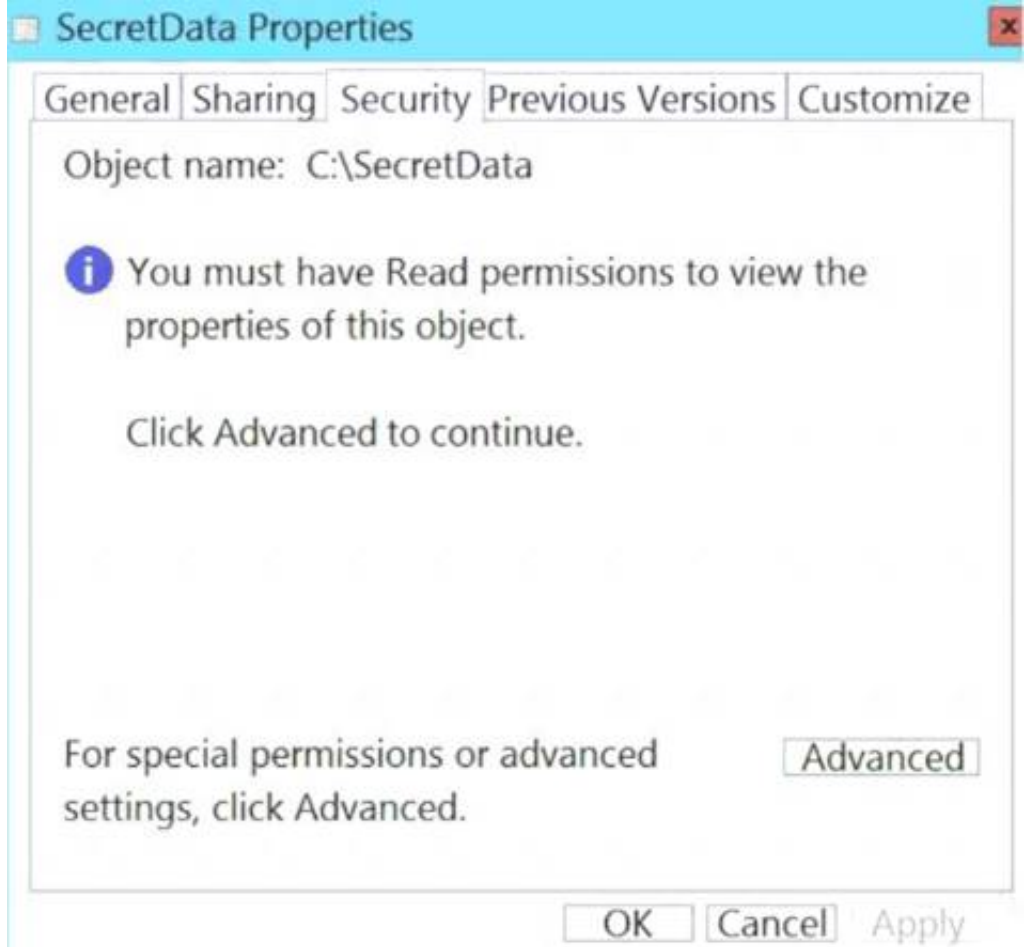 SecretData Properties
General Sharing Security Previous Versions Customize
Object name: C:\SecretData
You must have Read permissions to view the
properties of this object.
Click Advanced to continue.
For special permissions or advanced
settings, click Advanced.
Advanced
OK Cancel Apply